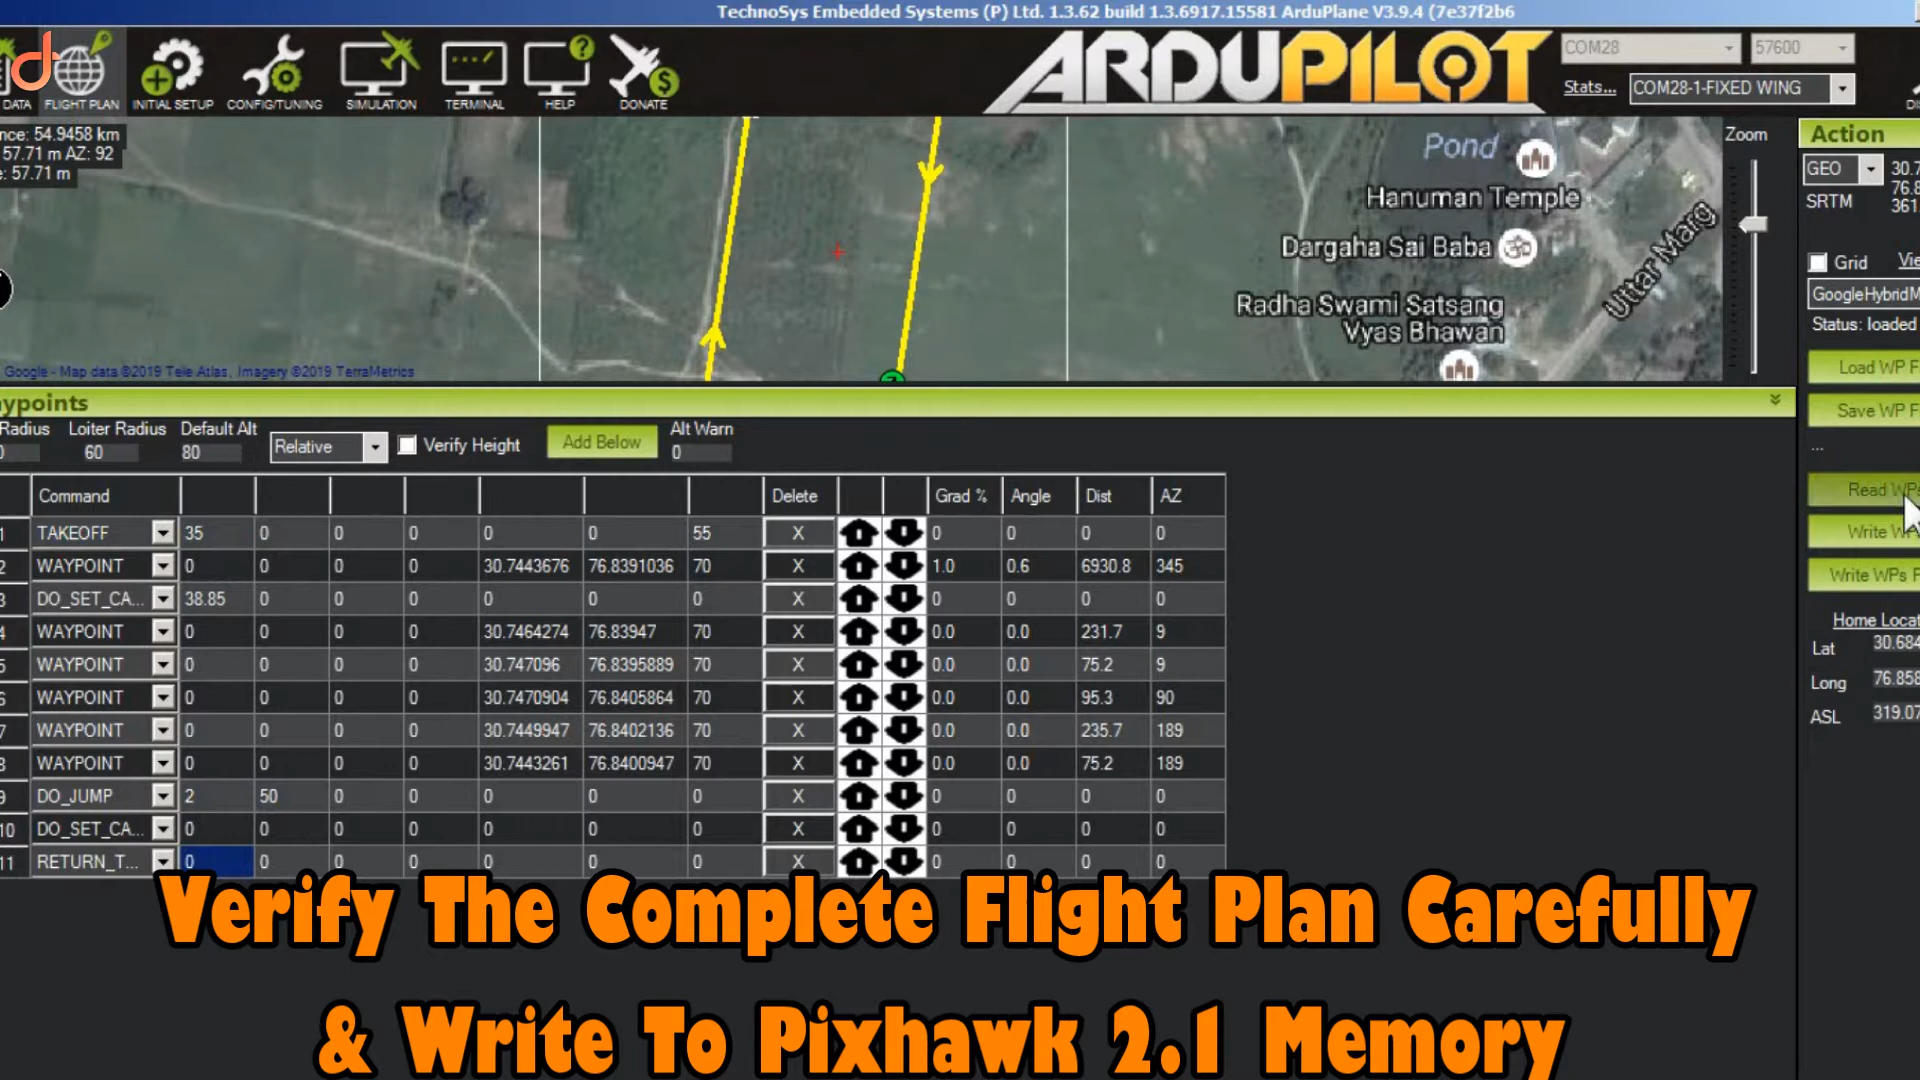 TechnoSys Embedded Systems (P) Ltd. 1.3.62 build 1.3.6917.15581 ArduPlane V3.9.4 (7e37f2b6
DATA FLIGHT PLAN INITIAL SETUP CONFIG/TUNING SIMULATION TERMINAL HELP DONATE
ARDUPILOT
COM28 57600
Stats... COM28-1-FIXED WING
nce: 54.9458 km
57.71 m AZ: 92
e: 57.71 m
Pond
Hanuman Temple
Dargaha Sai Baba
Radha Swami Satsang
Vyas Bhawan
Uttar Marg
Google - Map data ©2019 Tele Atlas, Imagery ©2019 TerraMetrics
Zoom
Action
GEO 30.7
76.8
SRTM 361
Grid Vie
GoogleHybridM
Status: loaded
Load WP F
Save WP F
...
Read WPs
Write WPs
Write WPs F
Home Locat
Lat 30.684
Long 76.858
ASL 319.07
aypoints
Radius Loiter Radius Default Alt
0 60 80 Relative Verify Height Add Below Alt Warn
0
Command Delete Grad % Angle Dist AZ
1 TAKEOFF 35 0 0 0 0 0 55 X 0 0 0 0
2 WAYPOINT 0 0 0 0 30.7443676 76.8391036 70 X 1.0 0.6 6930.8 345
3 DO_SET_CA... 38.85 0 0 0 0 0 0 X 0 0 0 0
4 WAYPOINT 0 0 0 0 30.7464274 76.83947 70 X 0.0 0.0 231.7 9
5 WAYPOINT 0 0 0 0 30.747096 76.8395889 70 X 0.0 0.0 75.2 9
6 WAYPOINT 0 0 0 0 30.7470904 76.8405864 70 X 0.0 0.0 95.3 90
7 WAYPOINT 0 0 0 0 30.7449947 76.8402136 70 X 0.0 0.0 235.7 189
8 WAYPOINT 0 0 0 0 30.7443261 76.8400947 70 X 0.0 0.0 75.2 189
9 DO_JUMP 2 50 0 0 0 0 0 X 0 0 0 0
10 DO_SET_CA... 0 0 0 0 0 0 0 X 0 0 0 0
11 RETURN_T... 0 0 0 0 0 0 0 X 0 0 0 0
Verify The Complete Flight Plan Carefully
& Write To Pixhawk 2.1 Memory